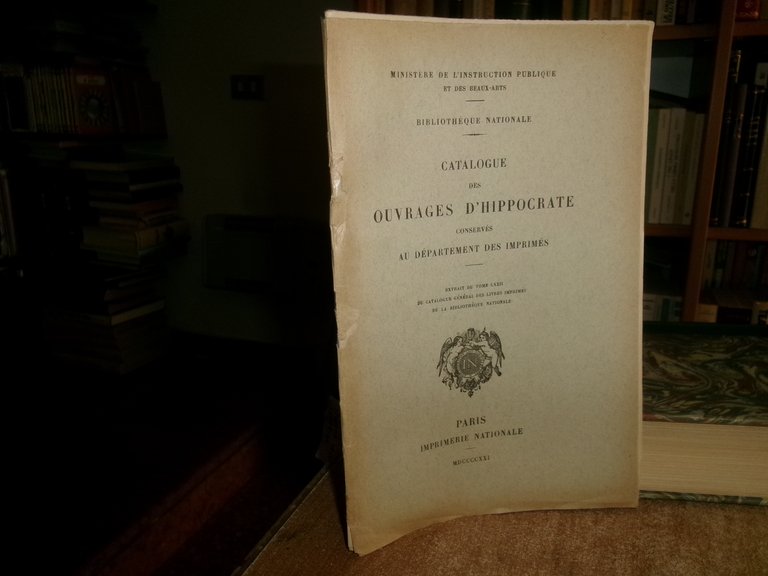 MINISTÈRE DE L'INSTRUCTION PUBLIQUE
ET DES BEAUX-ARTS
BIBLIOTHÈQUE NATIONALE
CATALOGUE
DES
OUVRAGES D'HIPPOCRATE
CONSERVÉS
AU DÉPARTEMENT DES IMPRIMÉS
EXTRAIT DU TOME LXXII
DU CATALOGUE GÉNÉRAL DES LIVRES IMPRIMÉS
DE LA BIBLIOTHÈQUE NATIONALE
PARIS
IMPRIMERIE NATIONALE
MDCCCCXXI